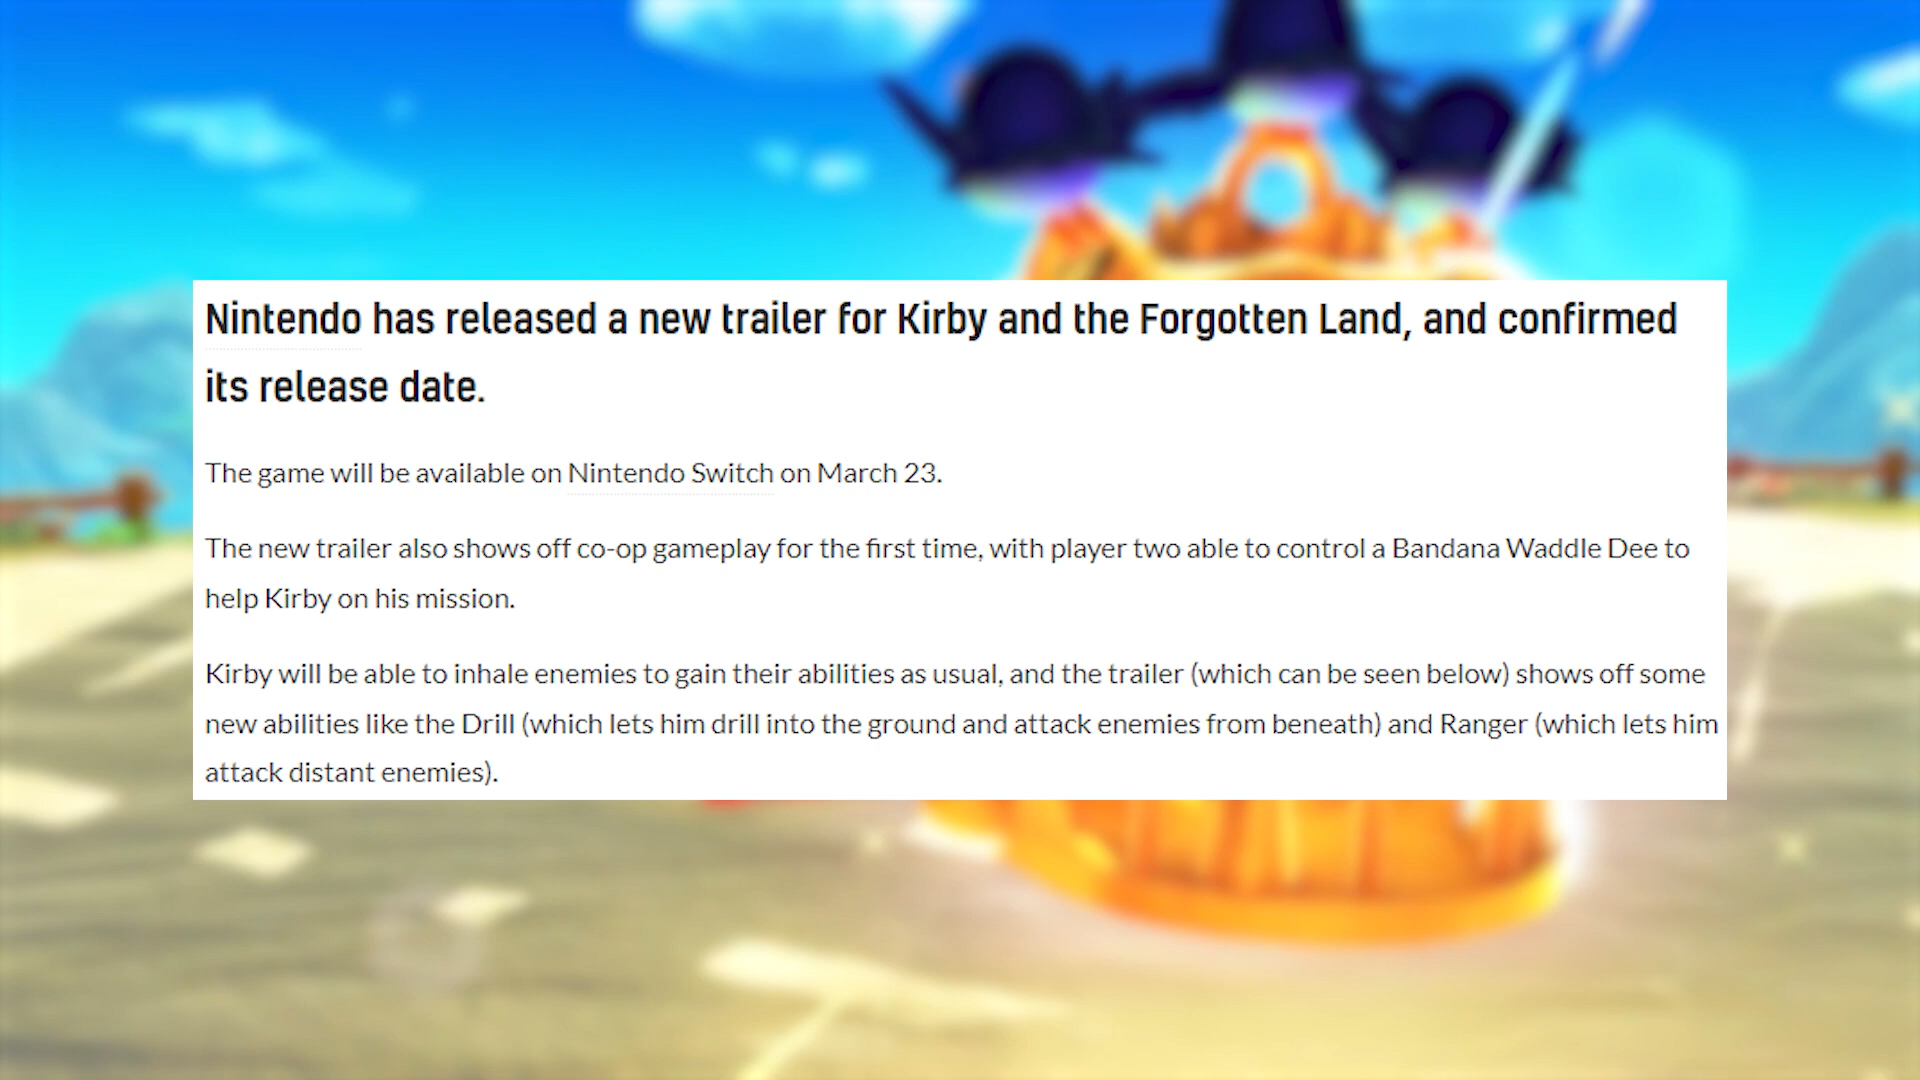 Nintendo has released a new trailer for Kirby and the Forgotten Land, and confirmed
its release date.
The game will be available on Nintendo Switch on March 23.
The new trailer also shows off co-op gameplay for the first time, with player two able to control a Bandana Waddle Dee to
help Kirby on his mission.
Kirby will be able to inhale enemies to gain their abilities as usual, and the trailer (which can be seen below) shows off some
new abilities like the Drill (which lets him drill into the ground and attack enemies from beneath) and Ranger (which lets him
attack distant enemies).